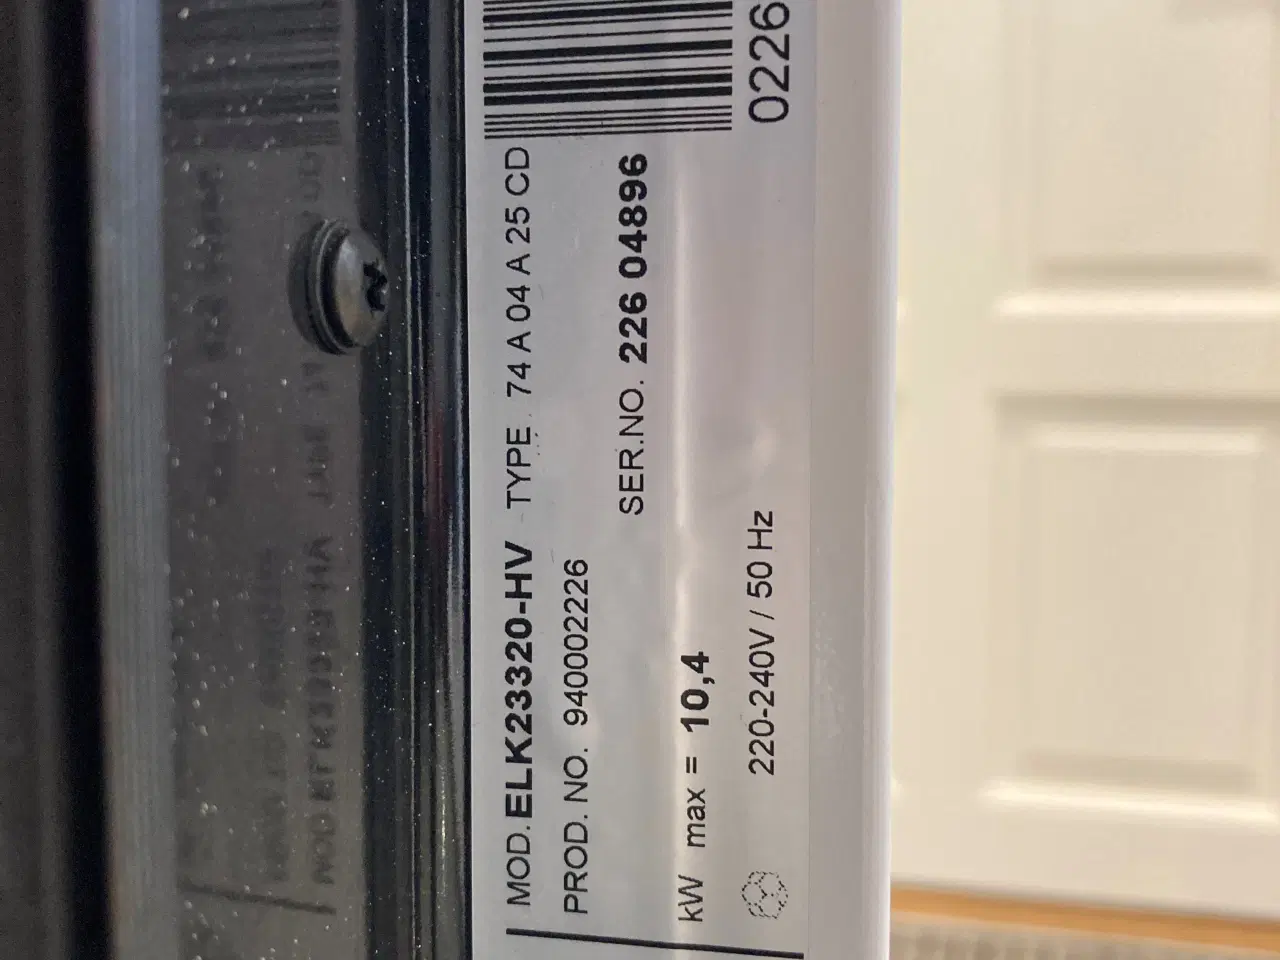 MOD. ELK23320-HV TYPE. 74 A 04 A 25 CD
PROD. NO. 940002226
SER.NO. 226 04896
kW max = 10,4
220-240V / 50 Hz
0226